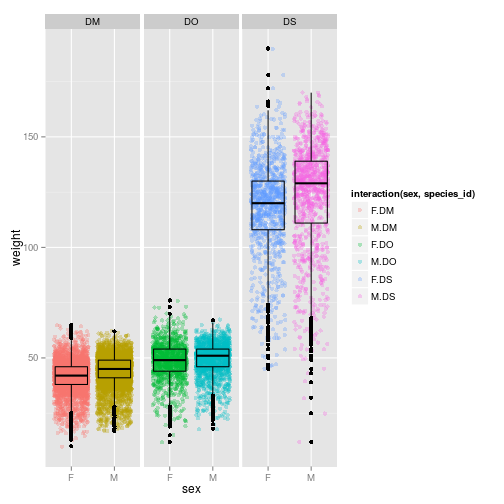 DM DO DS
weight
150
100
50
F M F M F M
sex
interaction(sex, species_id)
F.DM
M.DM
F.DO
M.DO
F.DS
M.DS